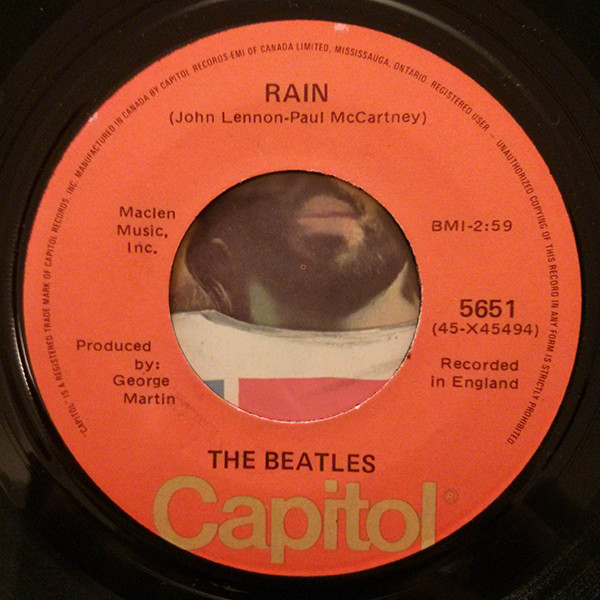 "CAPITOL" IS A REGISTERED TRADE MARK OF CAPITOL RECORDS, INC. MANUFACTURED IN CANADA BY CAPITOL RECORDS-EMI OF CANADA LIMITED, MISSISSAUGA, ONTARIO. REGISTERED USER – UNAUTHORIZED COPYING OF THIS RECORD IN ANY FORM IS STRICTLY PROHIBITED.
RAIN
(John Lennon-Paul McCartney)
Maclen
Music,
Inc.
BMI-2:59
5651
(45-X45494)
Produced
by:
George
Martin
Recorded
in England
THE BEATLES
Capitol®